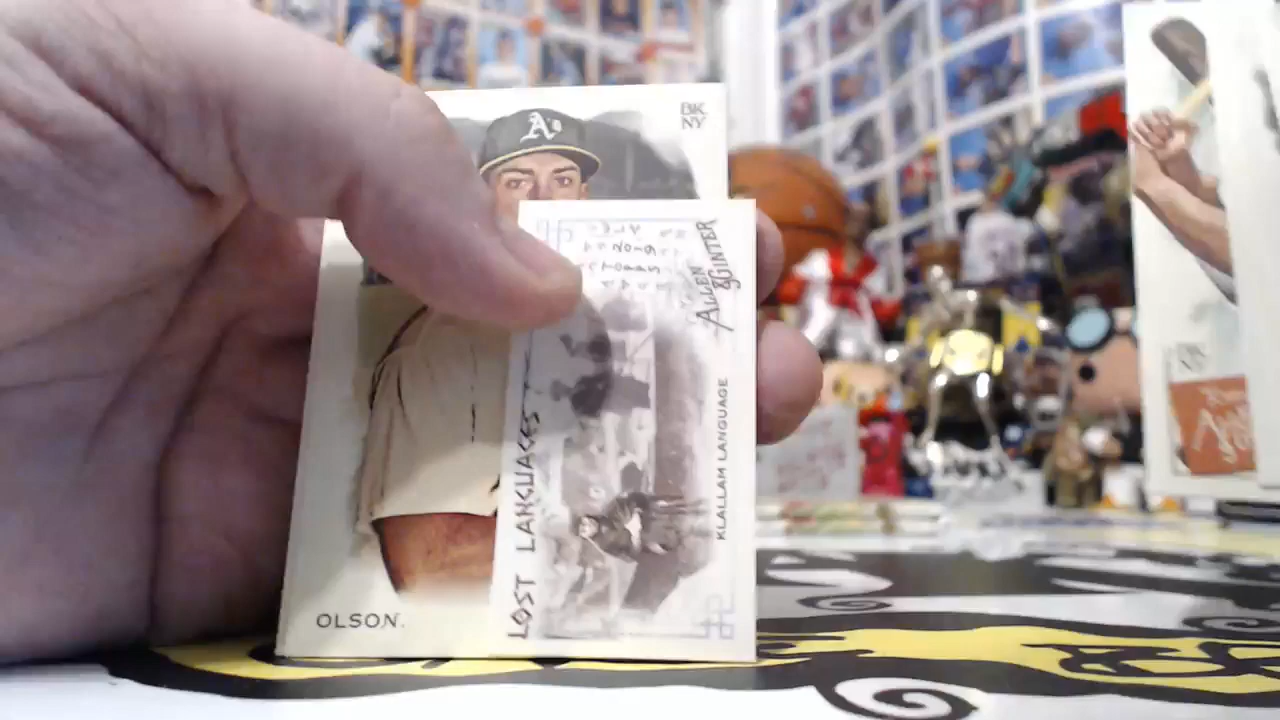 A's
BK
NY
ALLEN
& GINTER
LOST LANGUAGES
KLALLAM LANGUAGE
OLSON.